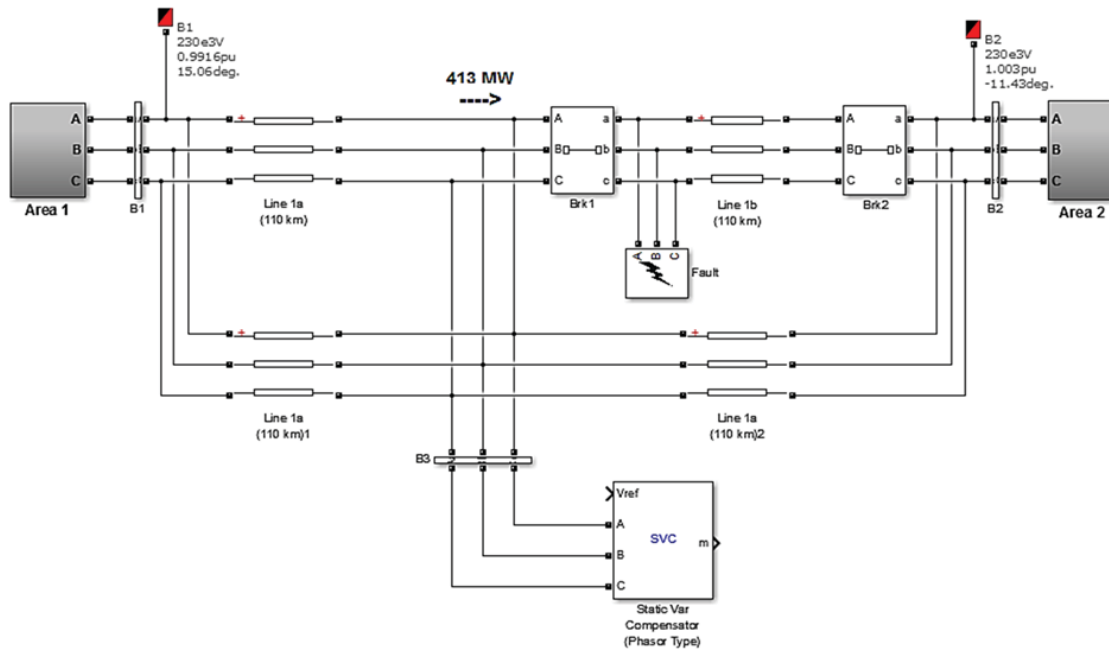 B1
230e3V
0.9916pu
15.06deg.
413 MW
---->
B2
230e3V
1.003pu
-11.43deg.
A
B
C
Area 1
B1
+
Line 1a
(110 km)
A
B
C
a
b
c
Brk1
+
Line 1b
(110 km)
A
B
C
a
b
c
Brk2
B2
A
B
C
Area 2
A B C
Fault
+
Line 1a
(110 km)1
+
Line 1a
(110 km)2
B3
Vref
A
B
C
SVC
m
Static Var
Compensator
(Phasor Type)